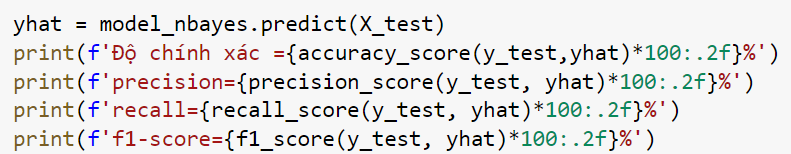 yhat = model_nbayes.predict(X_test)
print(f'Độ chính xác ={accuracy_score(y_test,yhat)*100:.2f}%')
print(f'precision={precision_score(y_test, yhat)*100:.2f}%')
print(f'recall={recall_score(y_test, yhat)*100:.2f}%')
print(f'f1-score={f1_score(y_test, yhat)*100:.2f}%')